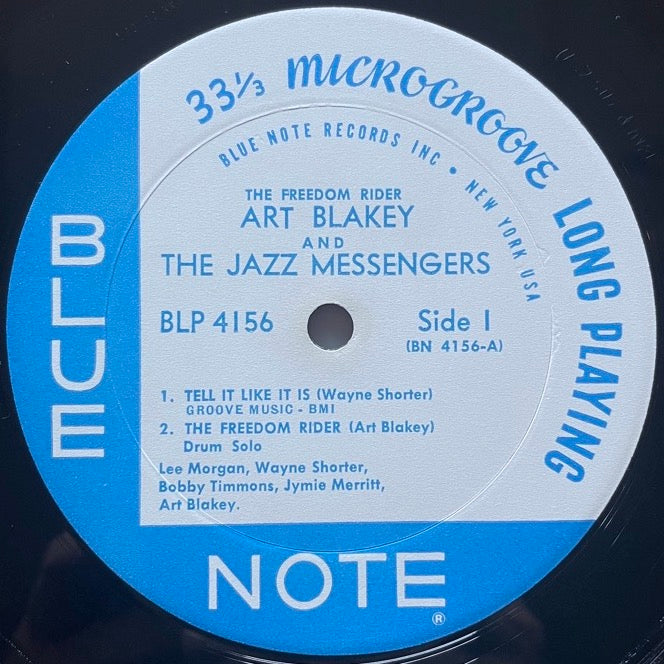 33⅓ MICROGROOVE LONG PLAYING
BLUE NOTE RECORDS INC • NEW YORK USA
THE FREEDOM RIDER
ART BLAKEY
AND
THE JAZZ MESSENGERS
BLP 4156
Side 1
(BN 4156-A)
1. TELL IT LIKE IT IS (Wayne Shorter)
GROOVE MUSIC - BMI
2. THE FREEDOM RIDER (Art Blakey)
Drum Solo
Lee Morgan, Wayne Shorter,
Bobby Timmons, Jymie Merritt,
Art Blakey.
BLUE
NOTE
®